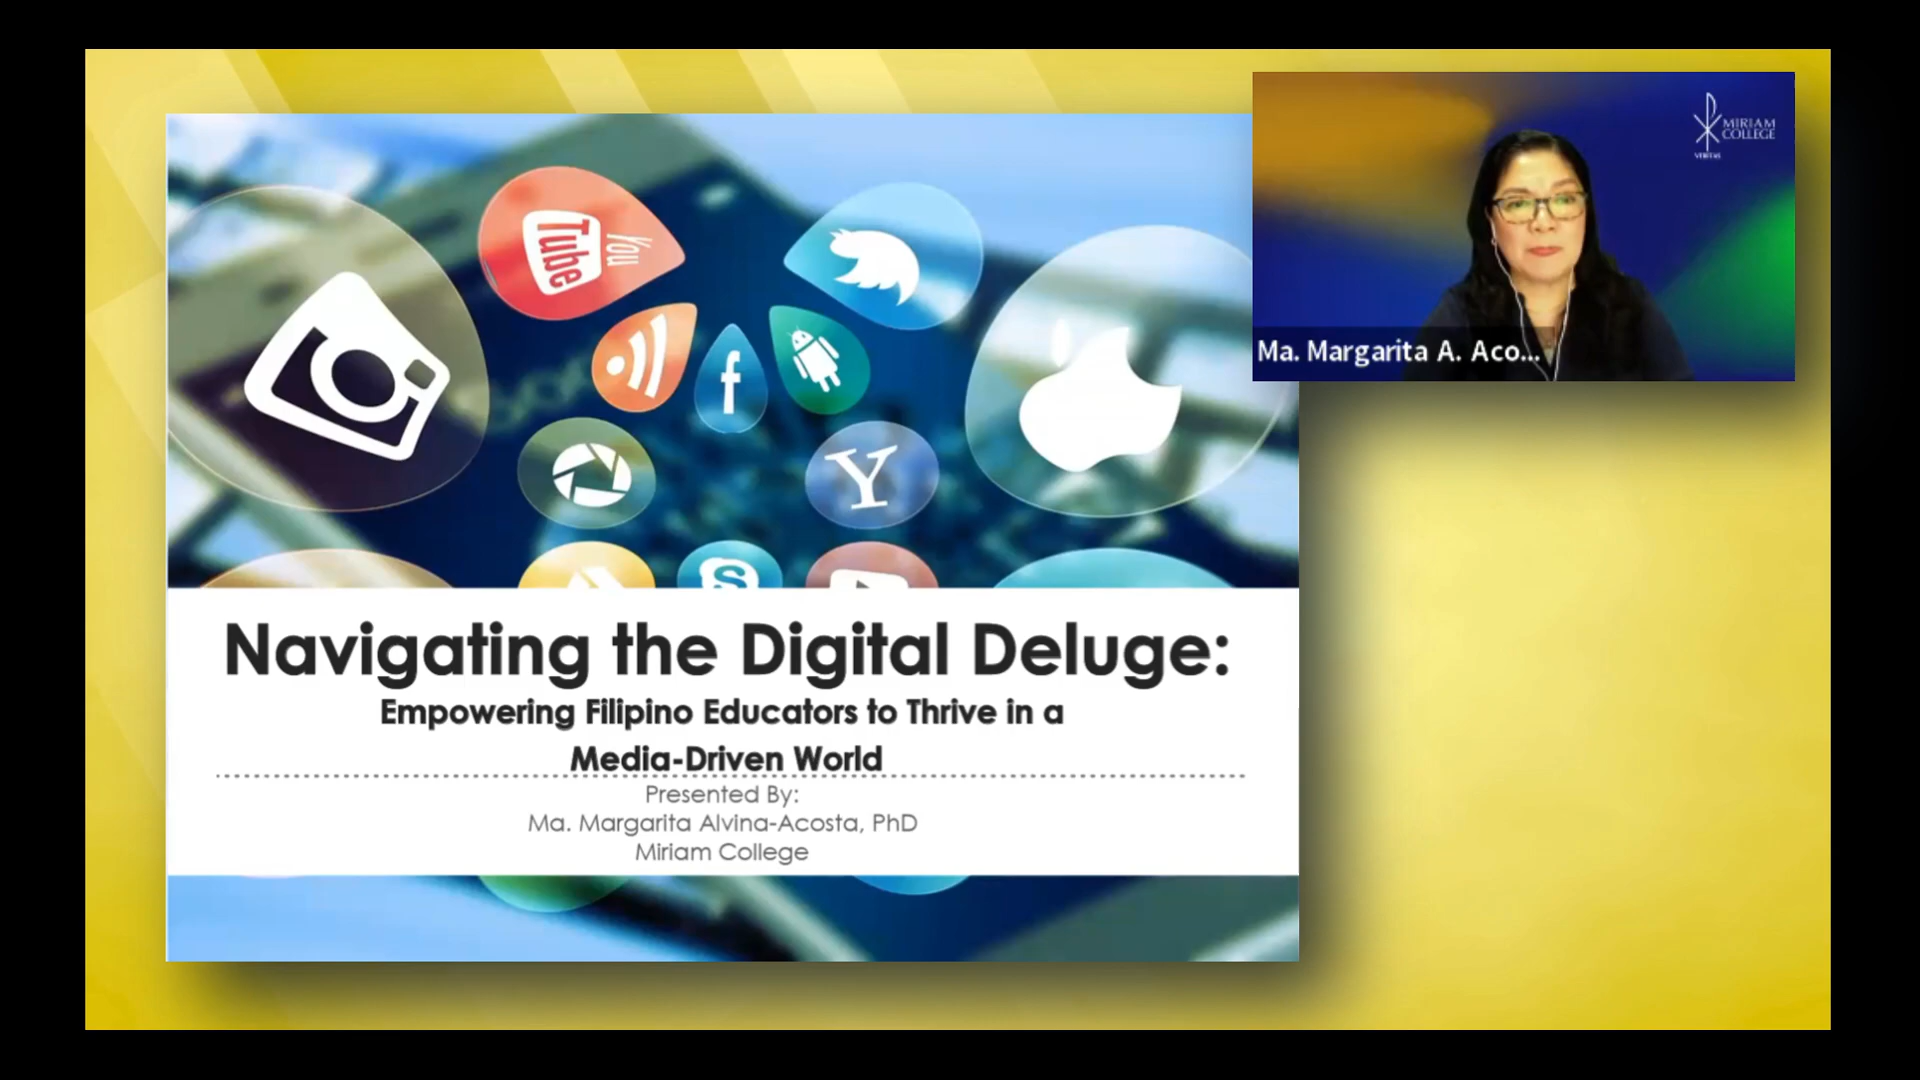 You
Tube
f
Y
S
MIRIAM
COLLEGE
VERITAS
Ma. Margarita A. Aco...
Navigating the Digital Deluge:
Empowering Filipino Educators to Thrive in a
Media-Driven World
Presented By:
Ma. Margarita Alvina-Acosta, PhD
Miriam College